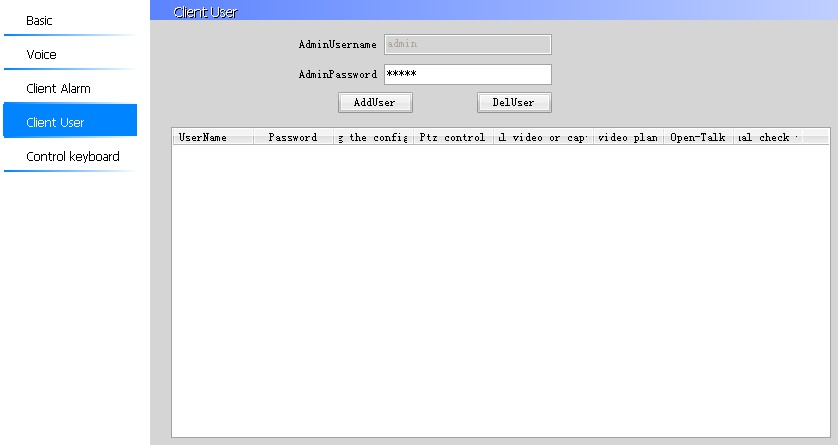 Basic
Voice
Client Alarm
Client User
Control keyboard
Client User
AdminUsername admin
AdminPassword *****
AddUser DelUser
UserName Password g the config Ptz control l video or cap video plan Open-Talk al check